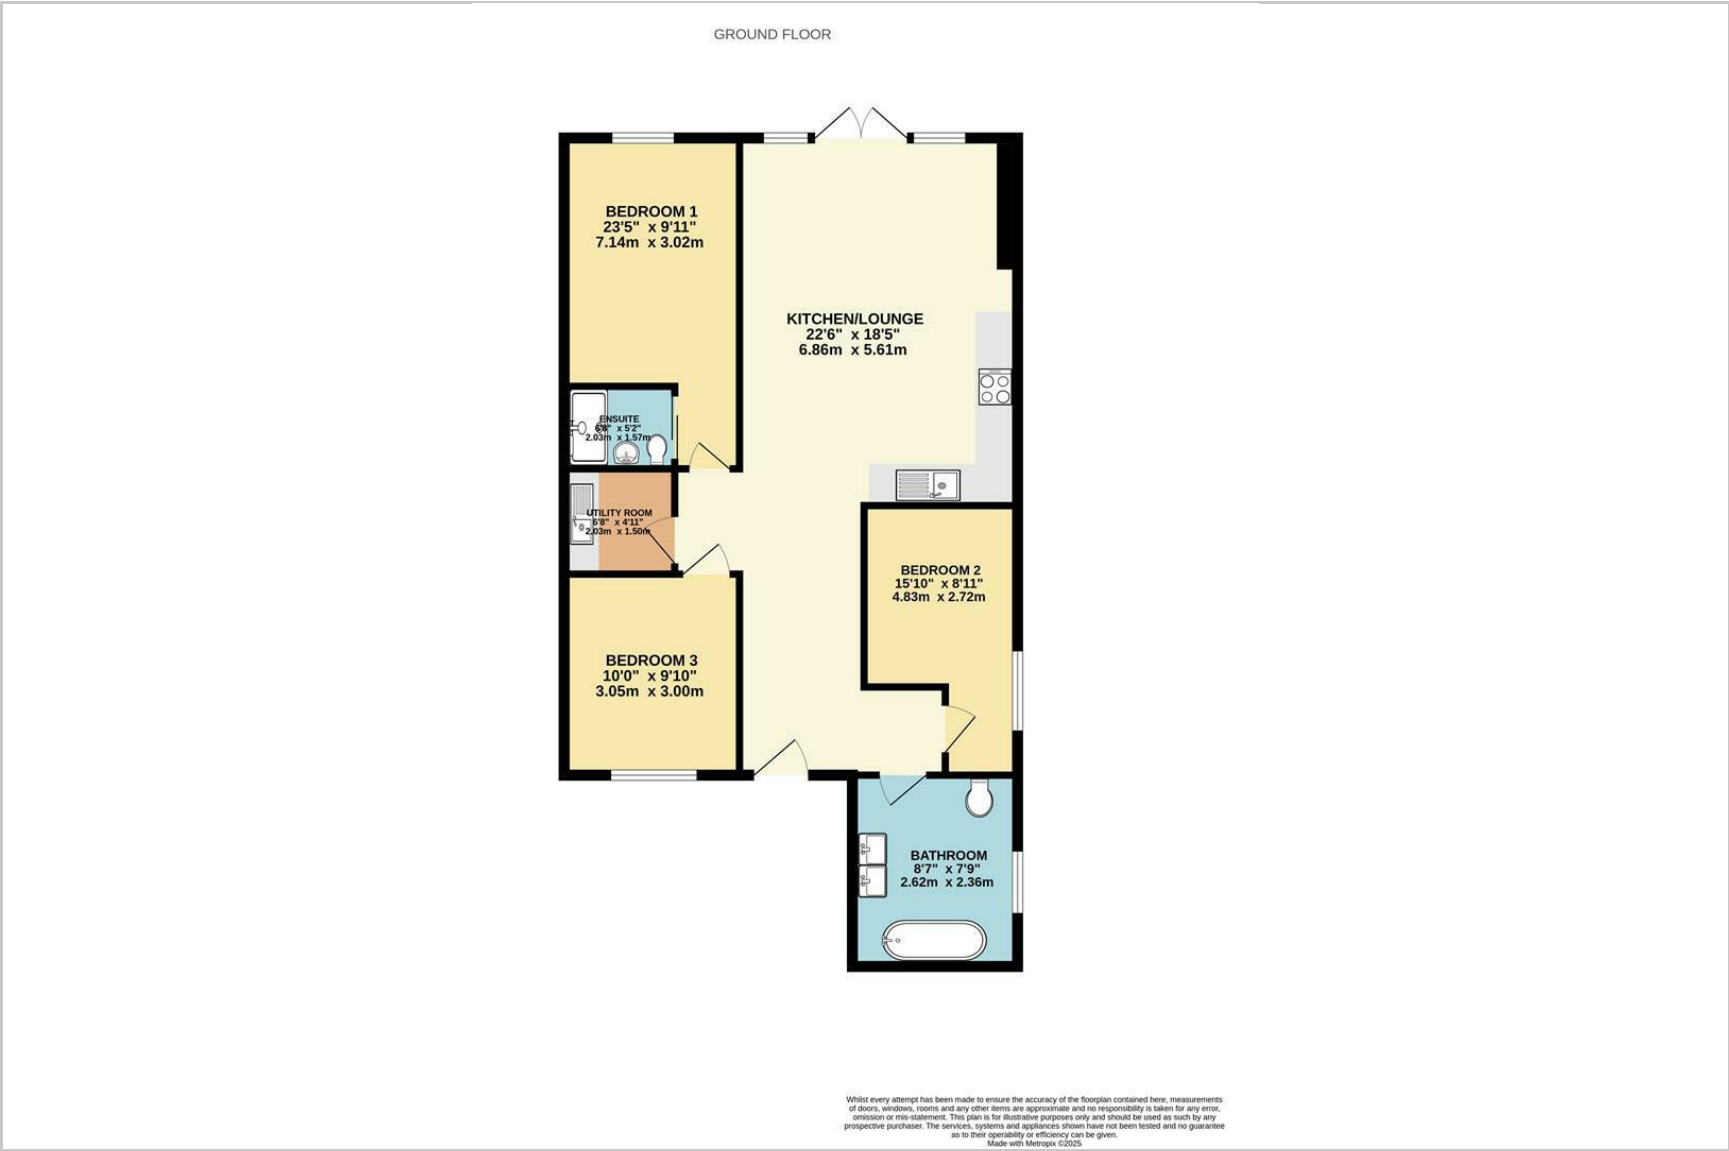 GROUND FLOOR
BEDROOM 1
23'5" x 9'11"
7.14m x 3.02m
KITCHEN/LOUNGE
22'6" x 18'5"
6.86m x 5.61m
ENSUITE
6'8" x 5'2"
2.03m x 1.57m
UTILITY ROOM
6'8" x 4'11"
2.03m x 1.50m
BEDROOM 2
15'10" x 8'11"
4.83m x 2.72m
BEDROOM 3
10'0" x 9'10"
3.05m x 3.00m
BATHROOM
8'7" x 7'9"
2.62m x 2.36m
Whilst every attempt has been made to ensure the accuracy of the floorplan contained here, measurements
of doors, windows, rooms and any other items are approximate and no responsibility is taken for any error,
omission or mis-statement. This plan is for illustrative purposes only and should be used as such by any
prospective purchaser. The services, systems and appliances shown have not been tested and no guarantee
as to their operability or efficiency can be given.
Made with Metropix ©2025